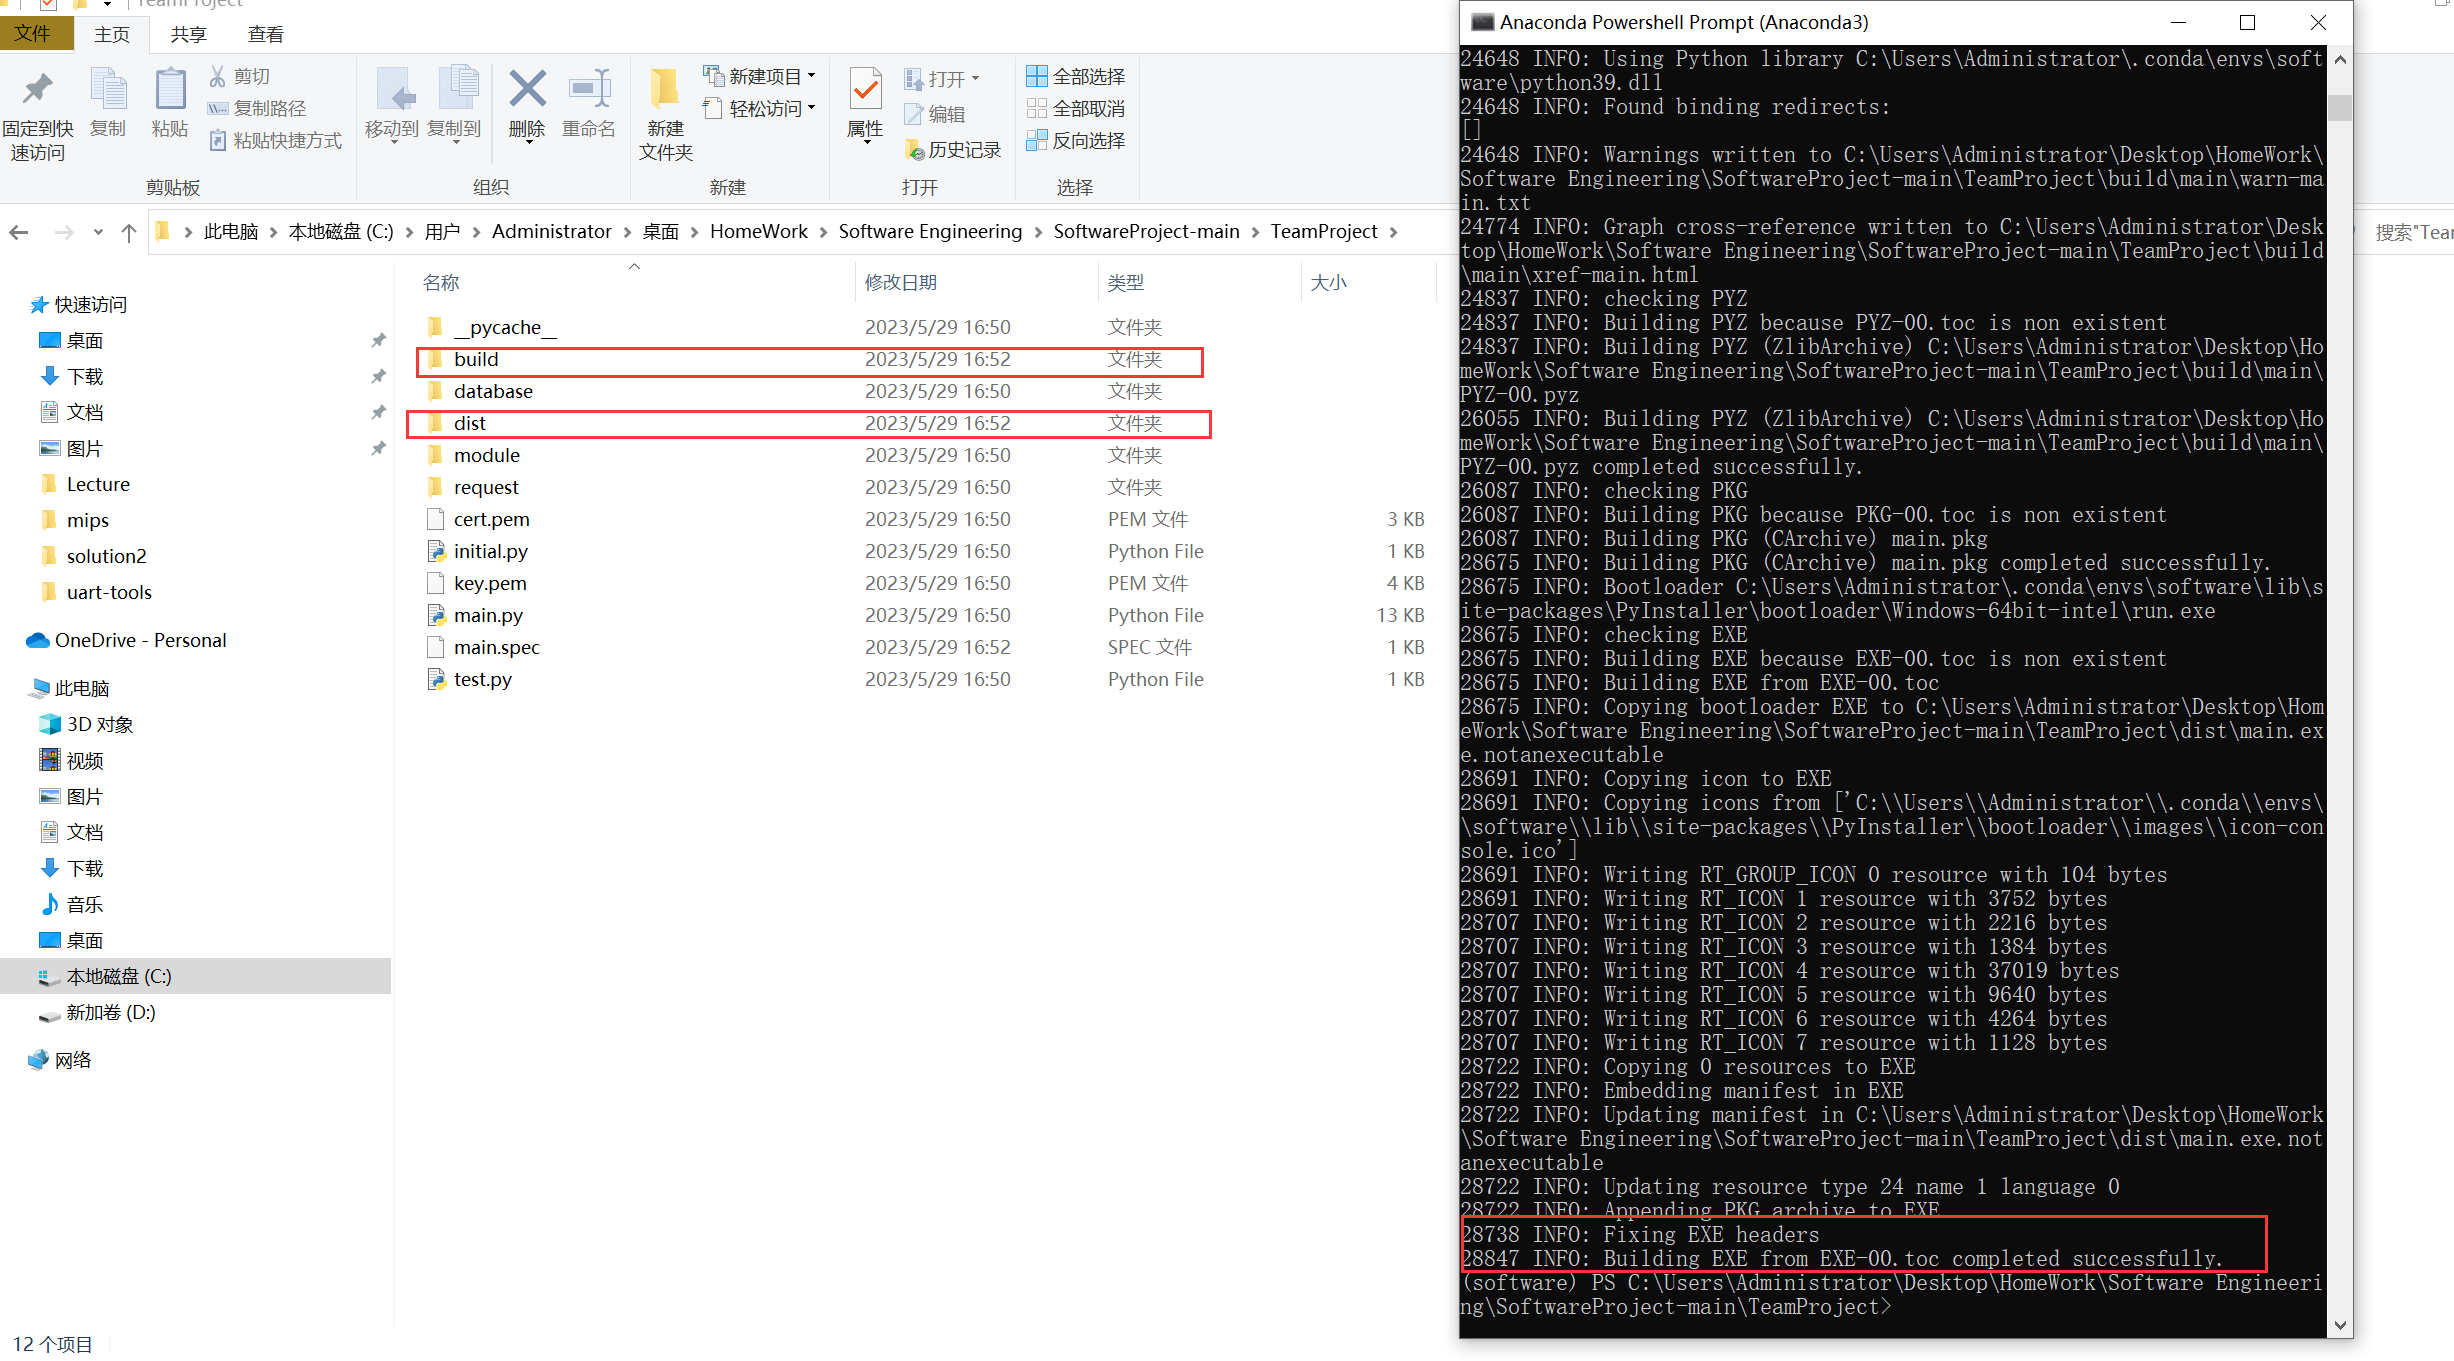 TeamProject
文件
主页
共享
查看
固定到快
速访问
复制
粘贴
剪切
复制路径
粘贴快捷方式
剪贴板
移动到
复制到
删除
重命名
组织
新建
文件夹
新建项目
轻松访问
新建
属性
打开
编辑
历史记录
打开
全部选择
全部取消
反向选择
选择
此电脑 本地磁盘 (C:) 用户 Administrator 桌面 HomeWork Software Engineering SoftwareProject-main TeamProject
搜索"Tear
快速访问
桌面
下载
文档
图片
Lecture
mips
solution2
uart-tools
OneDrive - Personal
此电脑
3D 对象
视频
图片
文档
下载
音乐
桌面
本地磁盘 (C:)
新加卷 (D:)
网络
名称 修改日期 类型 大小
__pycache__ 2023/5/29 16:50 文件夹
build 2023/5/29 16:52 文件夹
database 2023/5/29 16:50 文件夹
dist 2023/5/29 16:52 文件夹
module 2023/5/29 16:50 文件夹
request 2023/5/29 16:50 文件夹
cert.pem 2023/5/29 16:50 PEM 文件 3 KB
initial.py 2023/5/29 16:50 Python File 1 KB
key.pem 2023/5/29 16:50 PEM 文件 4 KB
main.py 2023/5/29 16:50 Python File 13 KB
main.spec 2023/5/29 16:52 SPEC 文件 1 KB
test.py 2023/5/29 16:50 Python File 1 KB
12 个项目
Anaconda Powershell Prompt (Anaconda3)
24648 INFO: Using Python library C:\Users\Administrator\.conda\envs\soft
ware\python39.dll
24648 INFO: Found binding redirects:
[]
24648 INFO: Warnings written to C:\Users\Administrator\Desktop\HomeWork\
Software Engineering\SoftwareProject-main\TeamProject\build\main\warn-ma
in.txt
24774 INFO: Graph cross-reference written to C:\Users\Administrator\Desk
top\HomeWork\Software Engineering\SoftwareProject-main\TeamProject\build
\main\xref-main.html
24837 INFO: checking PYZ
24837 INFO: Building PYZ because PYZ-00.toc is non existent
24837 INFO: Building PYZ (ZlibArchive) C:\Users\Administrator\Desktop\Ho
meWork\Software Engineering\SoftwareProject-main\TeamProject\build\main\
PYZ-00.pyz
26055 INFO: Building PYZ (ZlibArchive) C:\Users\Administrator\Desktop\Ho
meWork\Software Engineering\SoftwareProject-main\TeamProject\build\main\
PYZ-00.pyz completed successfully.
26087 INFO: checking PKG
26087 INFO: Building PKG because PKG-00.toc is non existent
26087 INFO: Building PKG (CArchive) main.pkg
28675 INFO: Building PKG (CArchive) main.pkg completed successfully.
28675 INFO: Bootloader C:\Users\Administrator\.conda\envs\software\lib\s
ite-packages\PyInstaller\bootloader\Windows-64bit-intel\run.exe
28675 INFO: checking EXE
28675 INFO: Building EXE because EXE-00.toc is non existent
28675 INFO: Building EXE from EXE-00.toc
28675 INFO: Copying bootloader EXE to C:\Users\Administrator\Desktop\Hom
eWork\Software Engineering\SoftwareProject-main\TeamProject\dist\main.ex
e.notanexecutable
28691 INFO: Copying icon to EXE
28691 INFO: Copying icons from ['C:\\Users\\Administrator\\.conda\\envs\
\software\\lib\\site-packages\\PyInstaller\\bootloader\\images\\icon-con
sole.ico']
28691 INFO: Writing RT_GROUP_ICON 0 resource with 104 bytes
28691 INFO: Writing RT_ICON 1 resource with 3752 bytes
28707 INFO: Writing RT_ICON 2 resource with 2216 bytes
28707 INFO: Writing RT_ICON 3 resource with 1384 bytes
28707 INFO: Writing RT_ICON 4 resource with 37019 bytes
28707 INFO: Writing RT_ICON 5 resource with 9640 bytes
28707 INFO: Writing RT_ICON 6 resource with 4264 bytes
28707 INFO: Writing RT_ICON 7 resource with 1128 bytes
28722 INFO: Copying 0 resources to EXE
28722 INFO: Embedding manifest in EXE
28722 INFO: Updating manifest in C:\Users\Administrator\Desktop\HomeWork
\Software Engineering\SoftwareProject-main\TeamProject\dist\main.exe.not
anexecutable
28722 INFO: Updating resource type 24 name 1 language 0
28722 INFO: Appending PKG archive to EXE
28738 INFO: Fixing EXE headers
28847 INFO: Building EXE from EXE-00.toc completed successfully.
(software) PS C:\Users\Administrator\Desktop\HomeWork\Software Engineeri
ng\SoftwareProject-main\TeamProject>